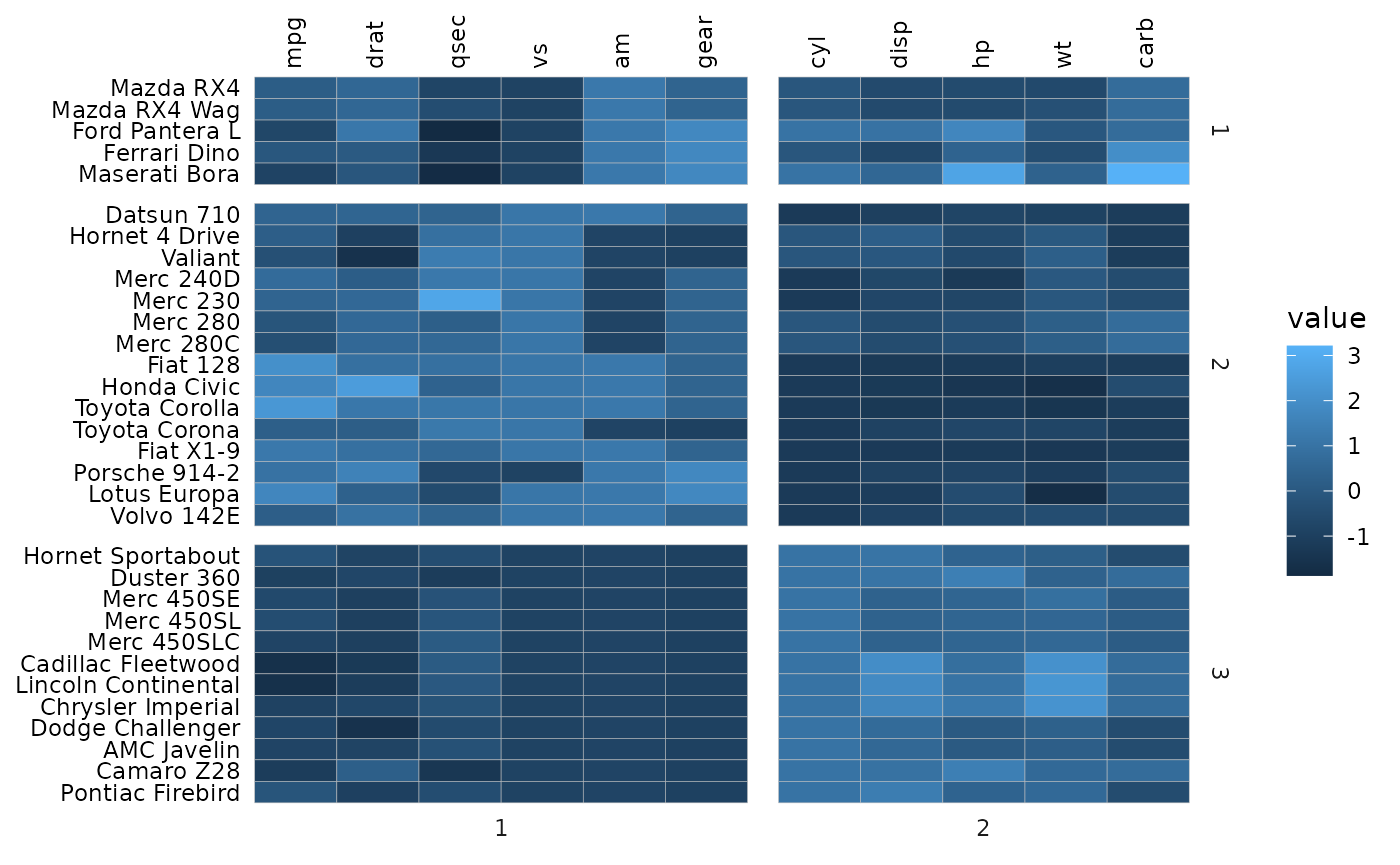 mpg drat qsec vs am gear cyl disp hp wt carb
Mazda RX4
Mazda RX4 Wag
Ford Pantera L
Ferrari Dino
Maserati Bora
1
Datsun 710
Hornet 4 Drive
Valiant
Merc 240D
Merc 230
Merc 280
Merc 280C
Fiat 128
Honda Civic
Toyota Corolla
Toyota Corona
Fiat X1-9
Porsche 914-2
Lotus Europa
Volvo 142E
2
Hornet Sportabout
Duster 360
Merc 450SE
Merc 450SL
Merc 450SLC
Cadillac Fleetwood
Lincoln Continental
Chrysler Imperial
Dodge Challenger
AMC Javelin
Camaro Z28
Pontiac Firebird
3
1 2
value
3
2
1
0
-1